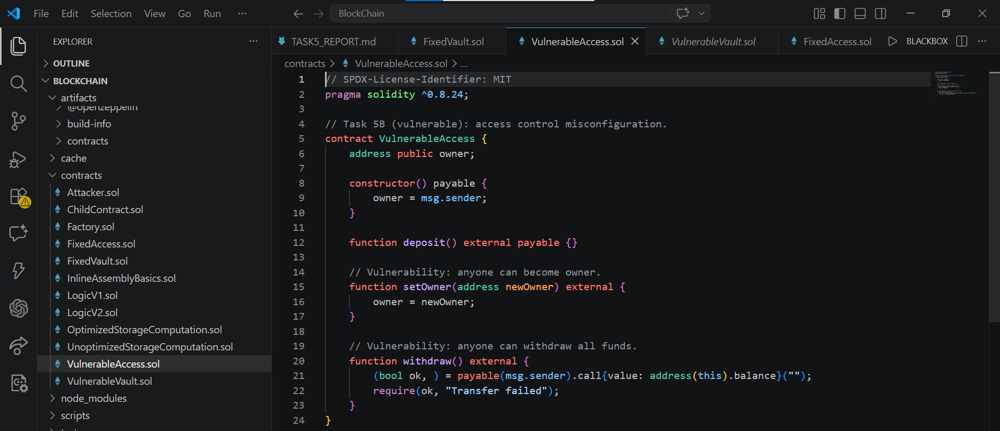 File Edit Selection View Go Run ···
BlockChain
EXPLORER ···
OUTLINE
BLOCKCHAIN
artifacts
@openzeppelin
build-info
contracts
cache
contracts
Attacker.sol
ChildContract.sol
Factory.sol
FixedAccess.sol
FixedVault.sol
InlineAssemblyBasics.sol
LogicV1.sol
LogicV2.sol
OptimizedStorageComputation.sol
UnoptimizedStorageComputation.sol
VulnerableAccess.sol
VulnerableVault.sol
node_modules
scripts
TASK5_REPORT.md FixedVault.sol VulnerableAccess.sol VulnerableVault.sol FixedAccess.sol BLACKBOX ···
contracts > VulnerableAccess.sol > ...
1 // SPDX-License-Identifier: MIT
2 pragma solidity ^0.8.24;
3
4 // Task 5B (vulnerable): access control misconfiguration.
5 contract VulnerableAccess {
6 address public owner;
7
8 constructor() payable {
9 owner = msg.sender;
10 }
11
12 function deposit() external payable {}
13
14 // Vulnerability: anyone can become owner.
15 function setOwner(address newOwner) external {
16 owner = newOwner;
17 }
18
19 // Vulnerability: anyone can withdraw all funds.
20 function withdraw() external {
21 (bool ok, ) = payable(msg.sender).call{value: address(this).balance}("");
22 require(ok, "Transfer failed");
23 }
24 }